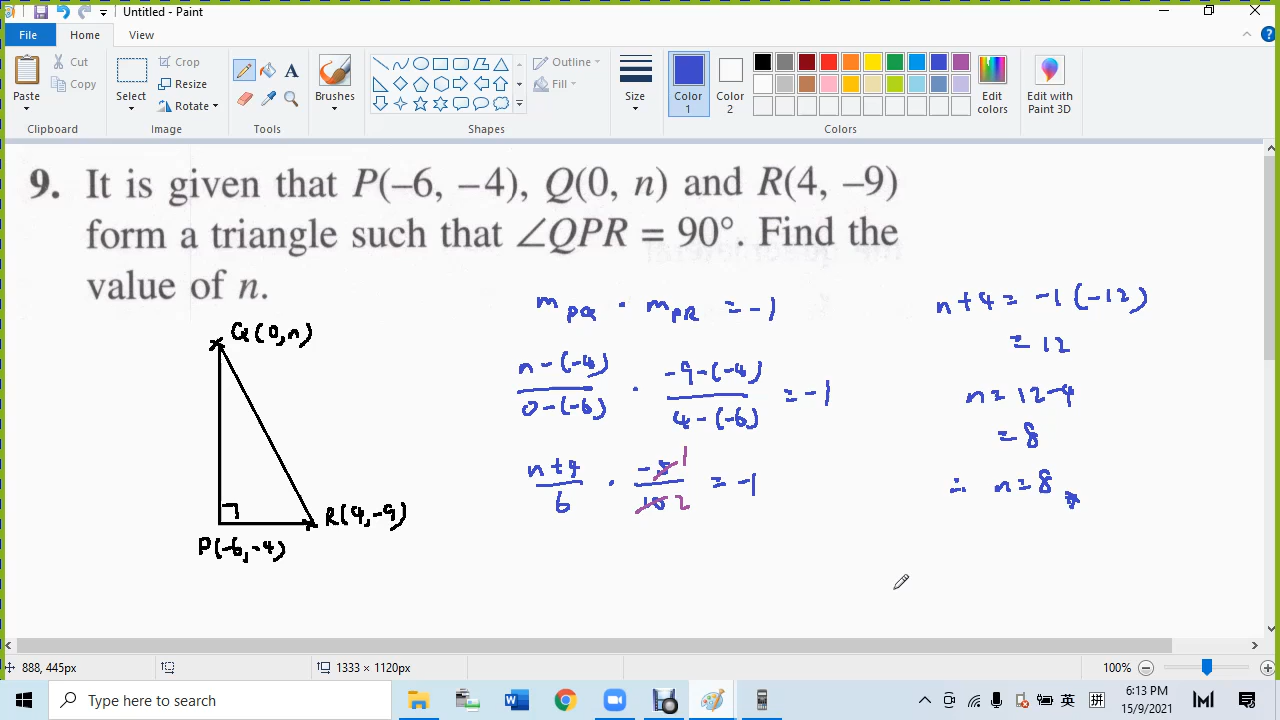 Untitled - Paint
File Home View
Paste
Cut
Copy
Clipboard
Select
Crop
Resize
Rotate
Image
A
Tools
Brushes
Outline
Fill
Shapes
Size
Color 1
Color 2
Edit colors
Colors
Edit with Paint 3D
9. It is given that P(–6, –4), Q(0, n) and R(4, –9)
form a triangle such that ∠QPR = 90°. Find the
value of n.
Q(0,n)
R(4,-9)
P(-6,-4)
m PQ · m PR = -1
n-(-4) / 0-(-6) · -9-(-4) / 4-(-6) = -1
n+4 / 6 · -5 1 / 10 2 = -1
n+4 = -1(-12)
= 12
n = 12-4
= 8
∴ n = 8
888, 445px
1333 × 1120px
100%
Type here to search
英
拼
6:13 PM
15/9/2021